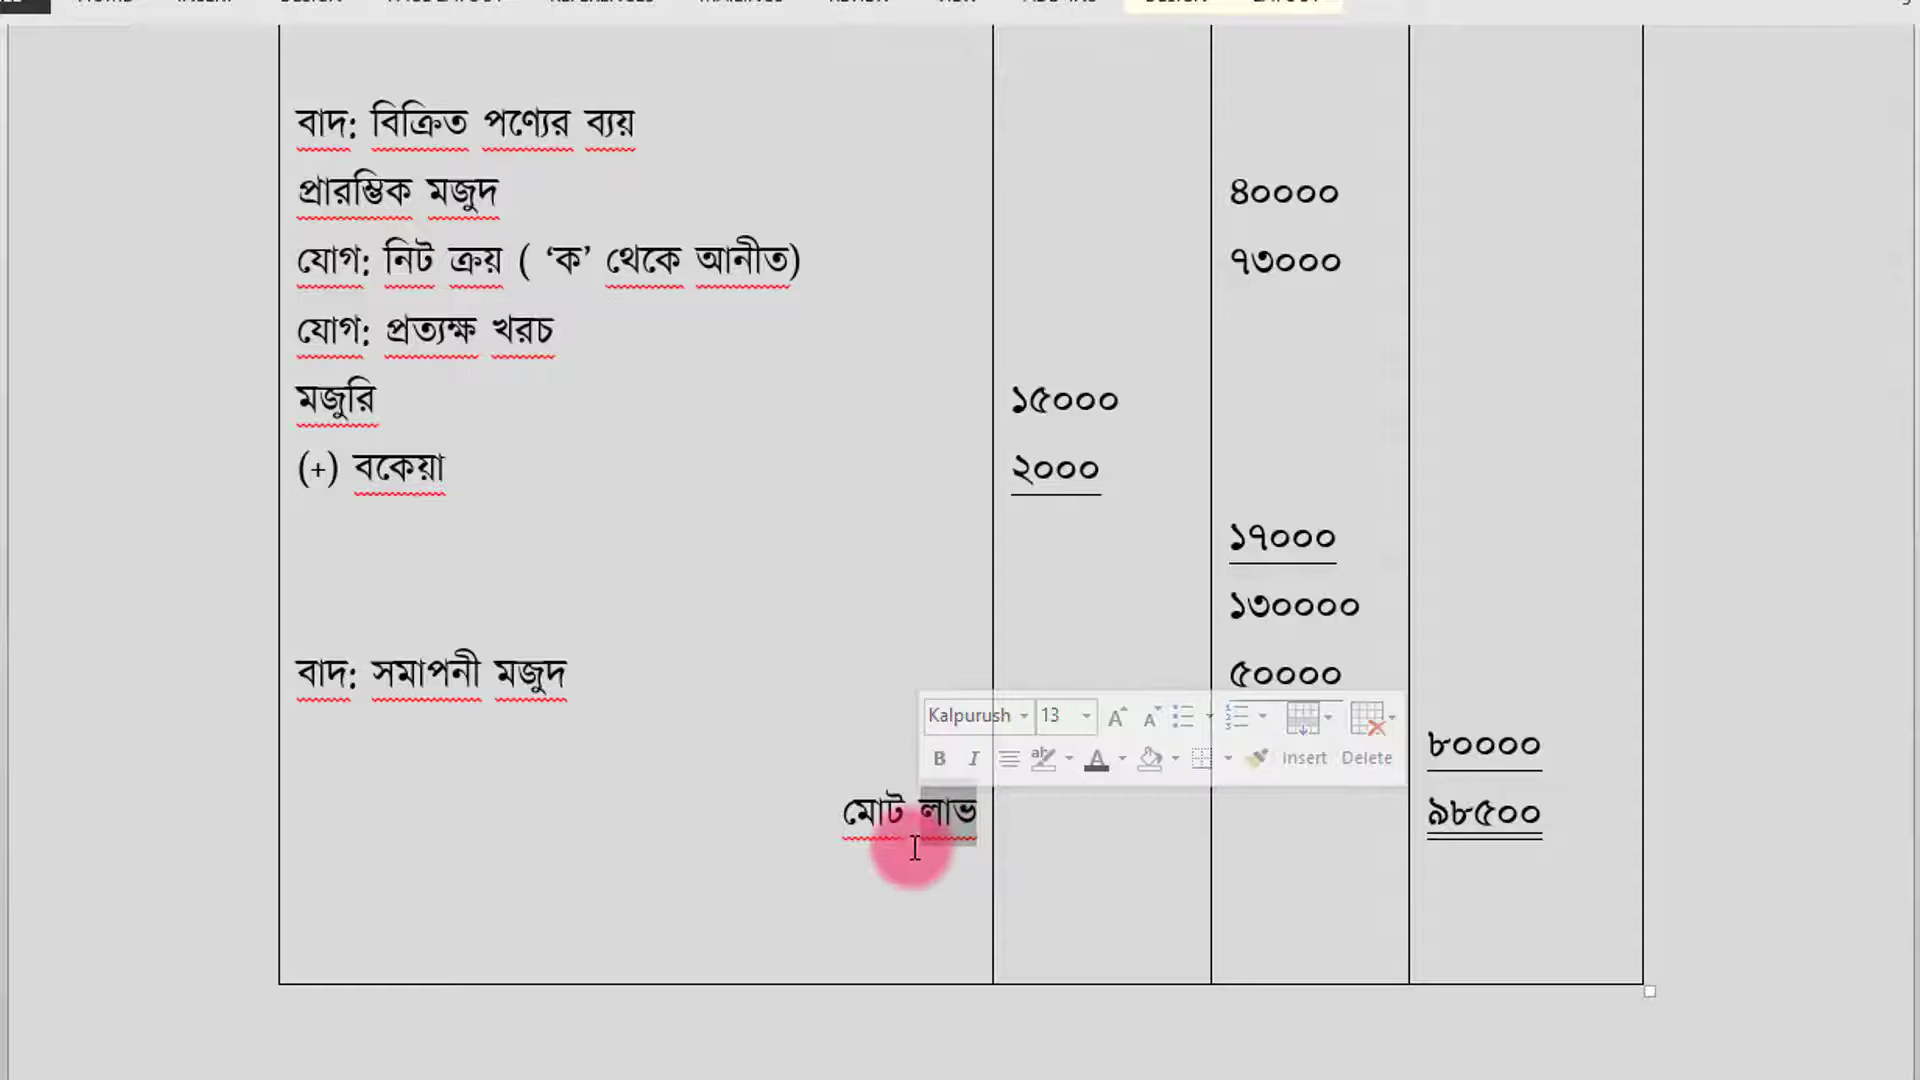 বাদ: বিক্রিত পণ্যের ব্যয়
প্রারম্ভিক মজুদ ৪০০০০
যোগ: নিট ক্রয় ( ‘ক’ থেকে আনীত) ৭৩০০০
যোগ: প্রত্যক্ষ খরচ
মজুরি ১৫০০০
(+) বকেয়া ২০০০
১৭০০০
১৩০০০০
বাদ: সমাপনী মজুদ ৫০০০০
Kalpurush 13
৮০০০০
B I Insert Delete
মোট লাভ ৯৮৫০০